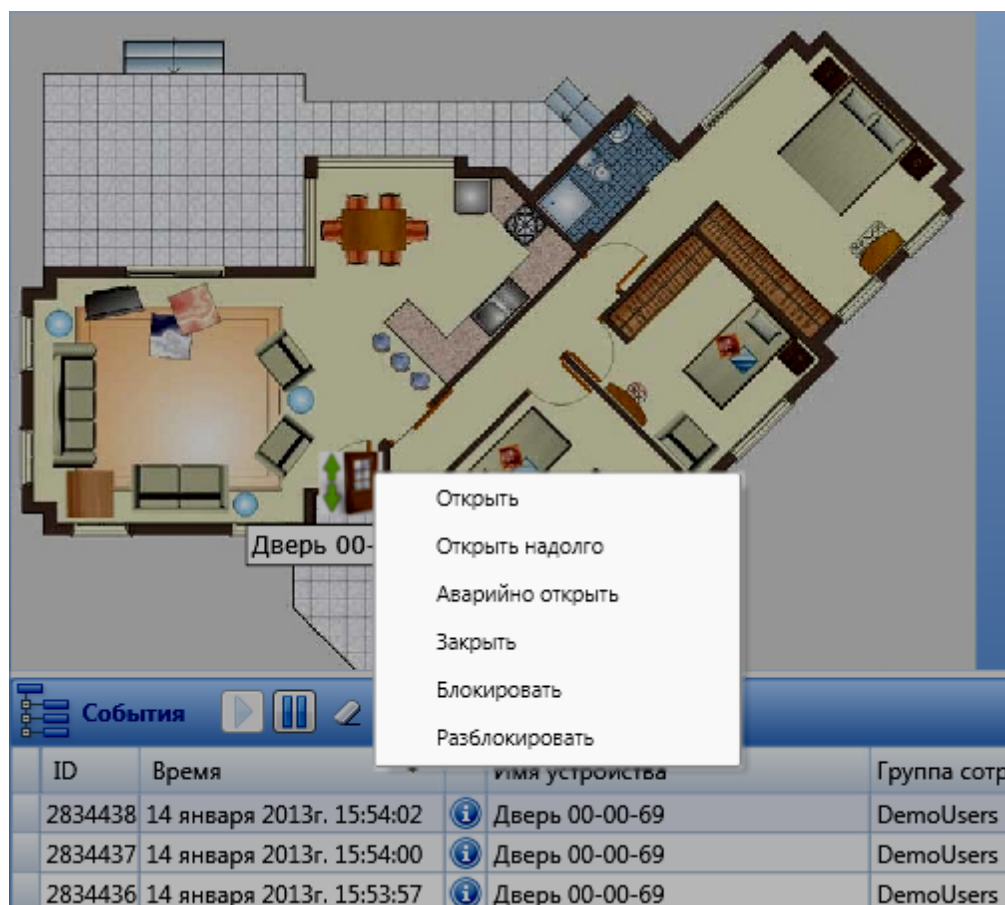 Открыть
Дверь 00-
Открыть надолго
Аварийно открыть
Закрыть
Блокировать
Разблокировать
События
ID Время Имя устройства Группа сотр
2834438 14 января 2013г. 15:54:02 Дверь 00-00-69 DemoUsers
2834437 14 января 2013г. 15:54:00 Дверь 00-00-69 DemoUsers
2834436 14 января 2013г. 15:53:57 Дверь 00-00-69 DemoUsers